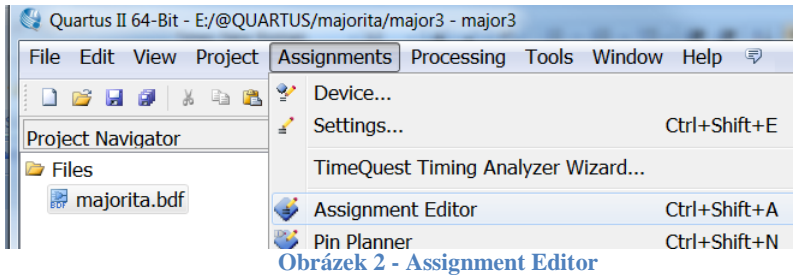 Quartus II 64-Bit - E:/@QUARTUS/majorita/major3 - major3
File Edit View Project Assignments Processing Tools Window Help
Device...
Project Navigator
Settings... Ctrl+Shift+E
Files
TimeQuest Timing Analyzer Wizard...
majorita.bdf
Assignment Editor Ctrl+Shift+A
Pin Planner Ctrl+Shift+N
Obrázek 2 - Assignment Editor